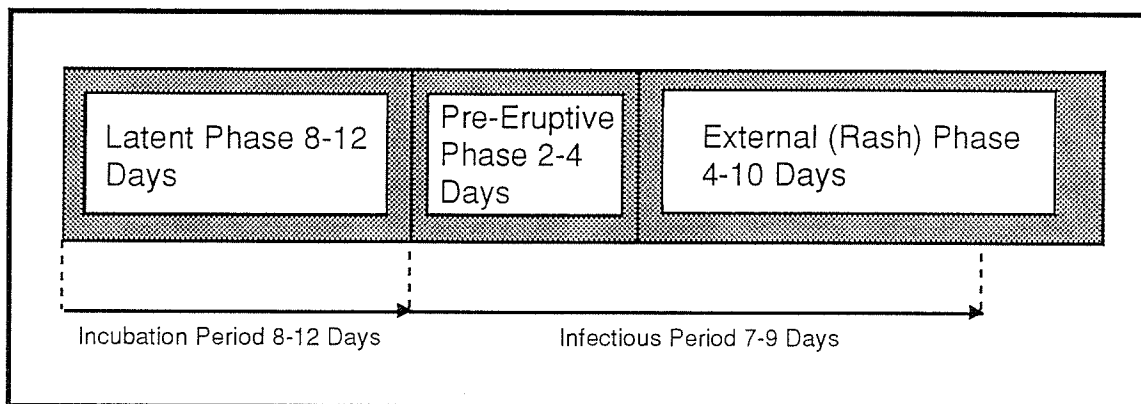 Latent Phase 8-12
Days
Pre-Eruptive
Phase 2-4
Days
External (Rash) Phase
4-10 Days
Incubation Period 8-12 Days
Infectious Period 7-9 Days